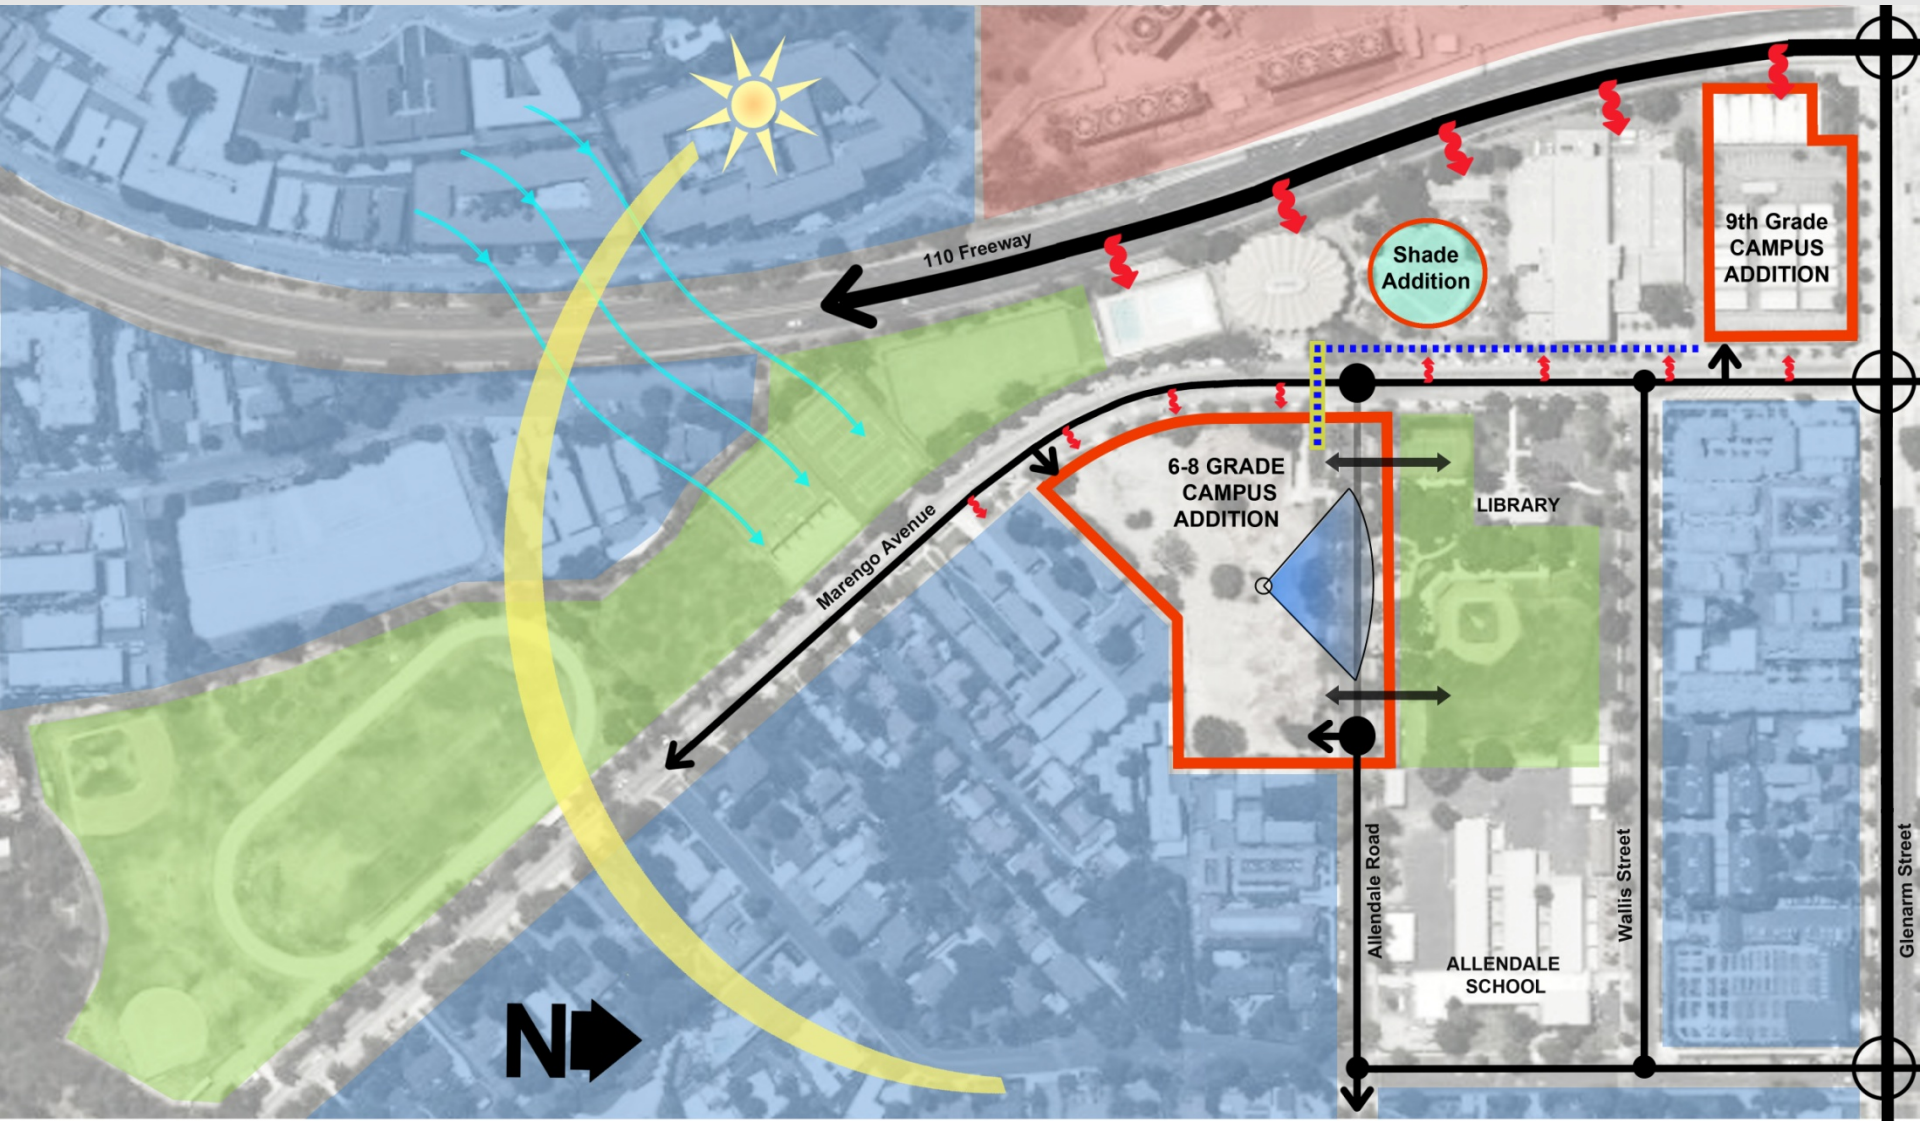 110 Freeway
Shade
Addition
9th Grade
CAMPUS
ADDITION
6-8 GRADE
CAMPUS
ADDITION
LIBRARY
Marengo Avenue
Allendale Road
Wallis Street
Glenarm Street
ALLENDALE
SCHOOL
N